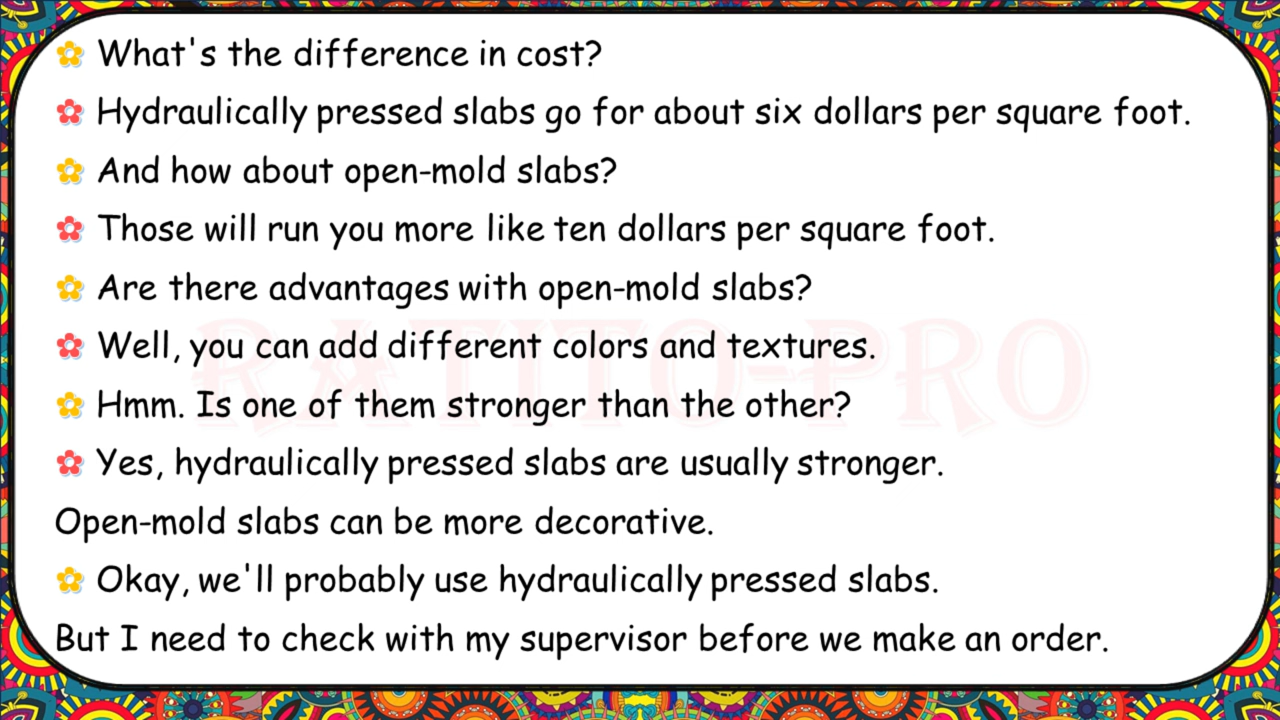 What's the difference in cost?
Hydraulically pressed slabs go for about six dollars per square foot.
And how about open-mold slabs?
Those will run you more like ten dollars per square foot.
Are there advantages with open-mold slabs?
Well, you can add different colors and textures.
RATITO-PRO
Hmm. Is one of them stronger than the other?
Yes, hydraulically pressed slabs are usually stronger.
Open-mold slabs can be more decorative.
Okay, we'll probably use hydraulically pressed slabs.
But I need to check with my supervisor before we make an order.